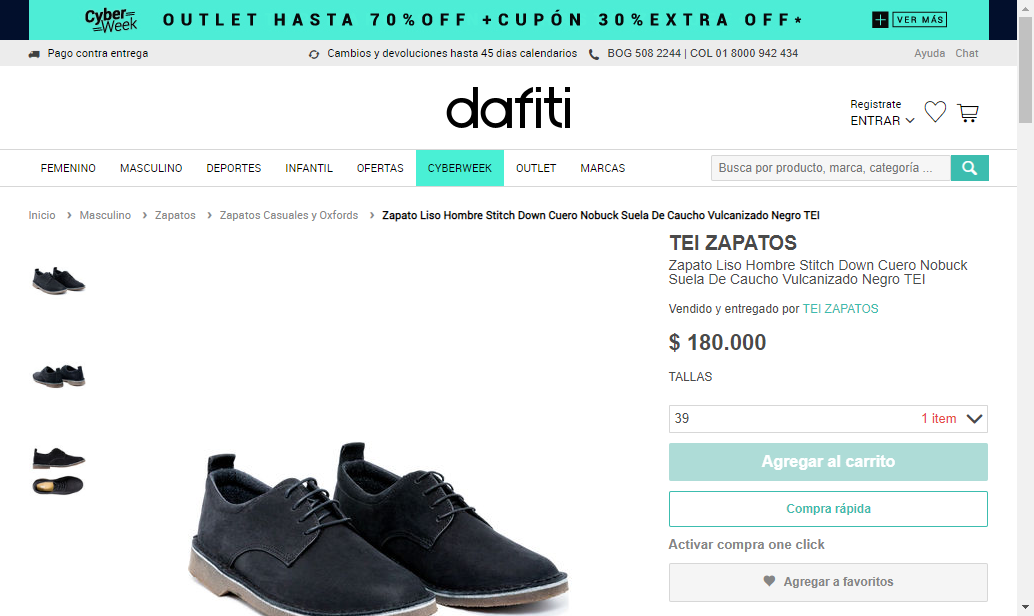 Cyber Week
OUTLET HASTA 70%OFF +CUPÓN 30%EXTRA OFF*
VER MÁS
Pago contra entrega
Cambios y devoluciones hasta 45 dias calendarios
BOG 508 2244 | COL 01 8000 942 434
Ayuda
Chat
dafiti
Registrate
ENTRAR
FEMENINO
MASCULINO
DEPORTES
INFANTIL
OFERTAS
CYBERWEEK
OUTLET
MARCAS
Busca por producto, marca, categoría ...
Inicio > Masculino > Zapatos > Zapatos Casuales y Oxfords > Zapato Liso Hombre Stitch Down Cuero Nobuck Suela De Caucho Vulcanizado Negro TEI
TEI ZAPATOS
Zapato Liso Hombre Stitch Down Cuero Nobuck
Suela De Caucho Vulcanizado Negro TEI
Vendido y entregado por TEI ZAPATOS
$ 180.000
TALLAS
39
1 item
Agregar al carrito
Compra rápida
Activar compra one click
Agregar a favoritos